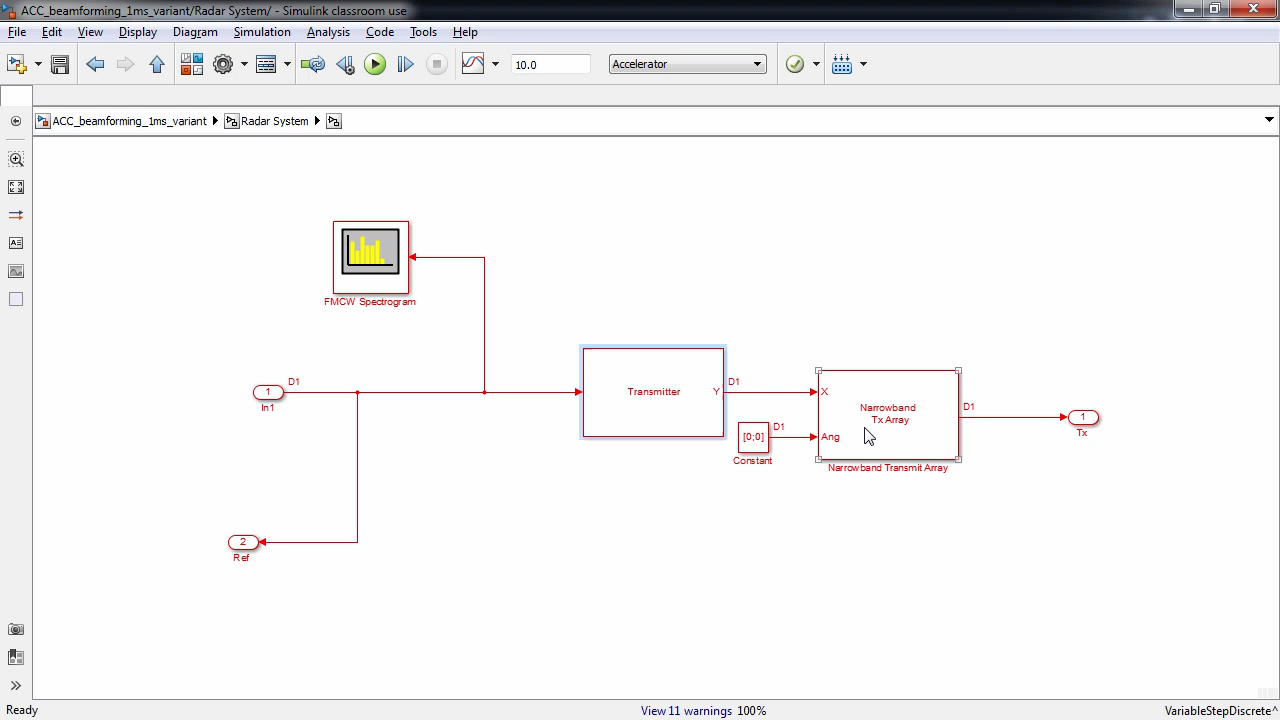 ACC_beamforming_1ms_variant/Radar System/ - Simulink classroom use
File Edit View Display Diagram Simulation Analysis Code Tools Help
10.0 Accelerator
ACC_beamforming_1ms_variant Radar System
FMCW Spectrogram
1
In1
D1
Transmitter
Y
D1
[0;0]
Constant
D1
X
Ang
Narrowband
Tx Array
Narrowband Transmit Array
D1
1
Tx
2
Ref
Ready
View 11 warnings 100%
VariableStepDiscrete^